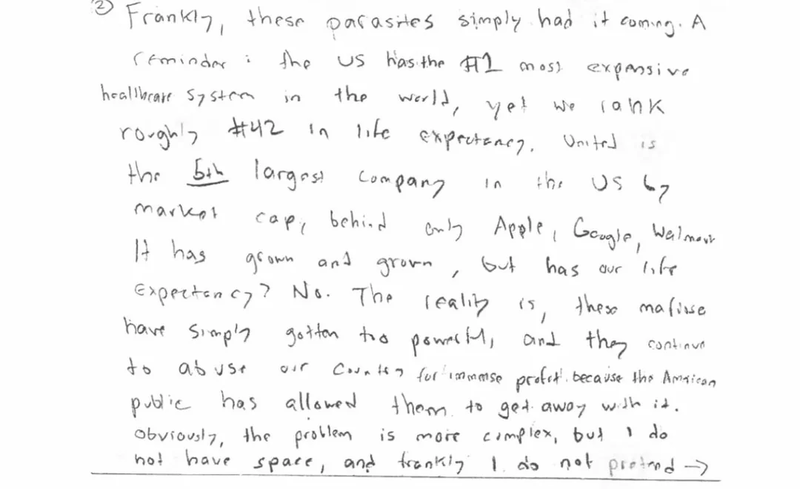 ② Frankly, these parasites simply had it coming. A
reminder : the US has the #1 most expensive
healthcare system in the world, yet we rank
roughly #42 in life expectancy. United is
the 5th largest company in the US by
market cap, behind only Apple, Google, Walmart
It has grown and grown, but has our life
expectancy? No. The reality is, these mafiose
have simply gotten too powerful, and they continue
to abuse our country for immense profit because the American
public has allowed them to get away with it.
Obviously, the problem is more complex, but I do
not have space, and frankly I do not pretend →